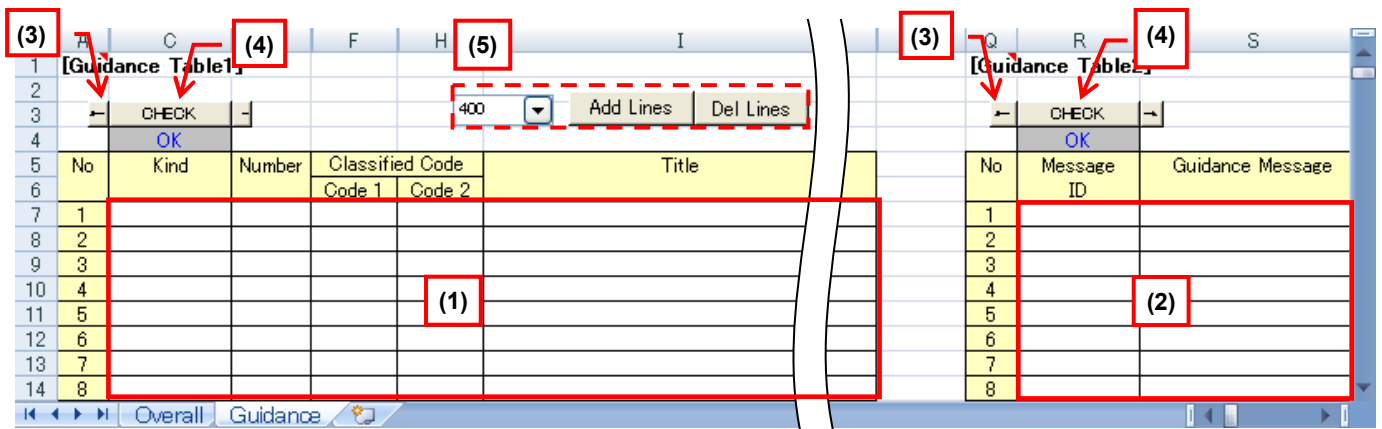 (3) (4) (5) (3) (4)
A C F H I Q R S
1 [Guidance Table1] [Guidance Table2]
2
3 CHECK 400 Add Lines Del Lines CHECK
4 OK OK
5 No Kind Number Classified Code Title No Message Guidance Message
6 Code 1 Code 2 ID
7 1 1
8 2 2
9 3 3
10 4 (1) 4 (2)
11 5 5
12 6 6
13 7 7
14 8 8
Overall Guidance